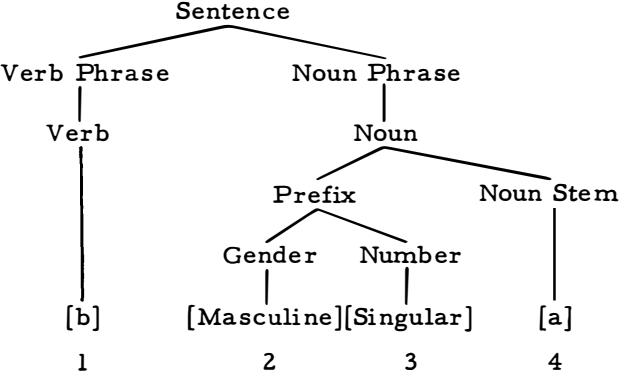 Sentence
Verb Phrase Noun Phrase
Verb Noun
Prefix Noun Stem
Gender Number
[b] [Masculine][Singular] [a]
1 2 3 4